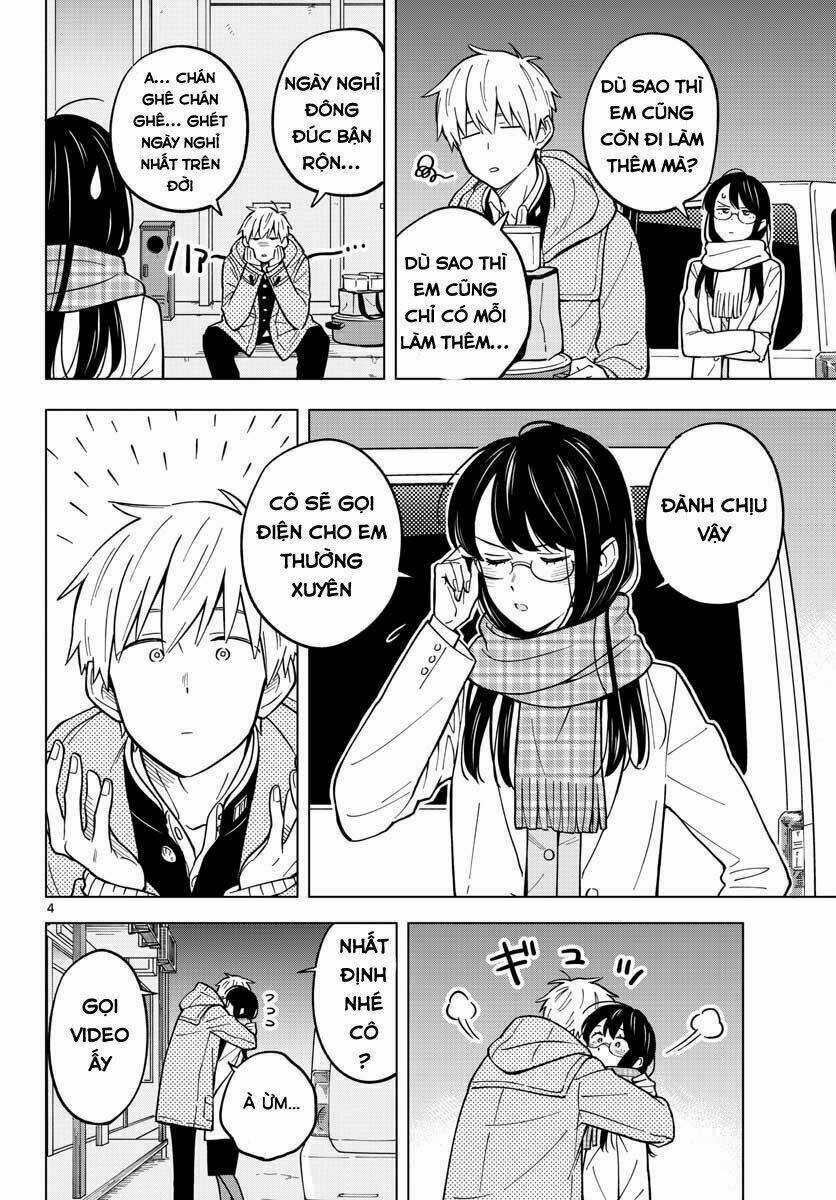 DÙ SAO THÌ
EM CŨNG
CÒN ĐI LÀM
THÊM MÀ?
DÙ SAO THÌ
EM CŨNG
CHỈ CÓ MỖI
LÀM THÊM...
NGÀY NGHỈ
ĐÔNG
ĐÚC BẬN
RỘN...
A... CHÁN
GHÊ CHÁN
GHÊ... GHÉT
NGÀY NGHỈ
NHẤT TRÊN
ĐỜI
ĐÀNH CHỊU
VẬY
CÔ SẼ GỌI
ĐIỆN CHO EM
THƯỜNG
XUYÊN
4
ギュッ
NHẤT
ĐỊNH
NHÉ
CÔ
?
GỌI
VIDEO
ẤY
À ỪM...